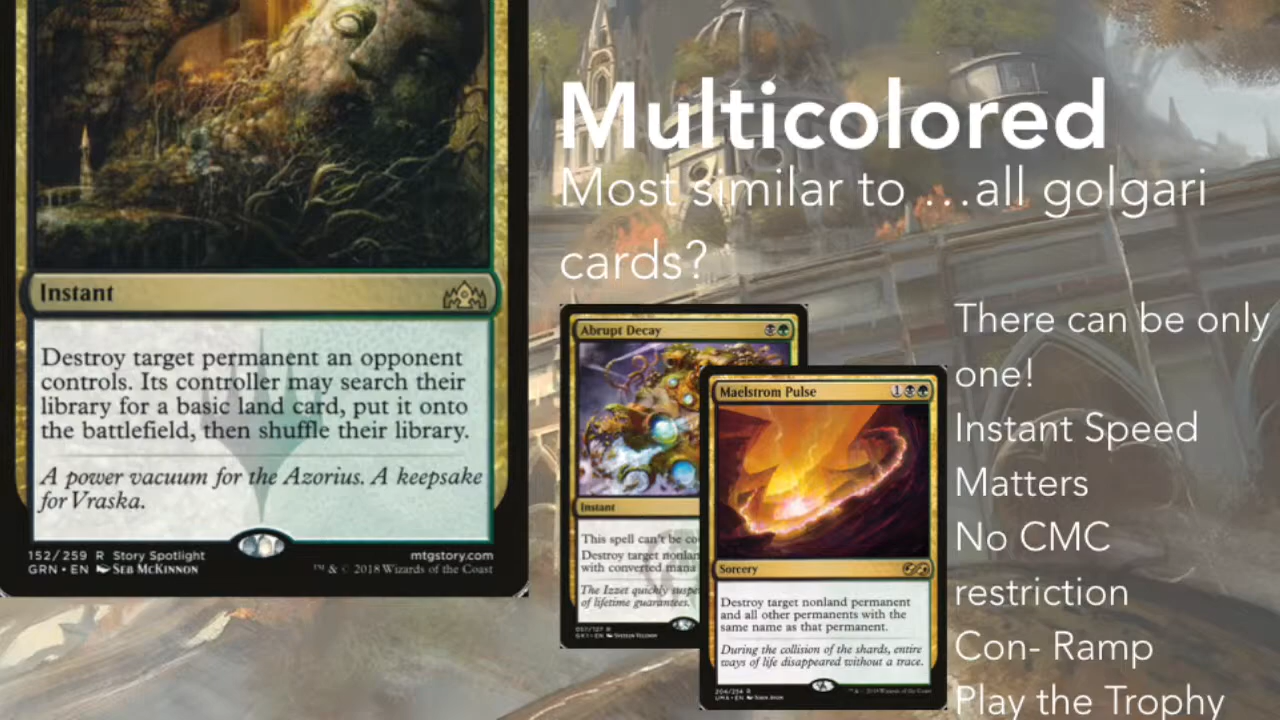 Instant
Destroy target permanent an opponent
controls. Its controller may search their
library for a basic land card, put it onto
the battlefield, then shuffle their library.
A power vacuum for the Azorius. A keepsake
for Vraska.
152/259 R Story Spotlight
GRN • EN SEB MCKINNON
mtgstory.com
™ & © 2018 Wizards of the Coast
Multicolored
Most similar to ...all golgari
cards?
Abrupt Decay
Instant
This spell can't be co
Destroy target nonlan
with converted mana
The Izzet quickly suspe
of lifetime guarantees.
Maelstrom Pulse
1
Sorcery
Destroy target nonland permanent
and all other permanents with the
same name as that permanent.
During the collision of the shards, entire
ways of life disappeared without a trace.
204/254 R
UMA • EN
There can be only
one!
Instant Speed
Matters
No CMC
restriction
Con- Ramp
Play the Trophy